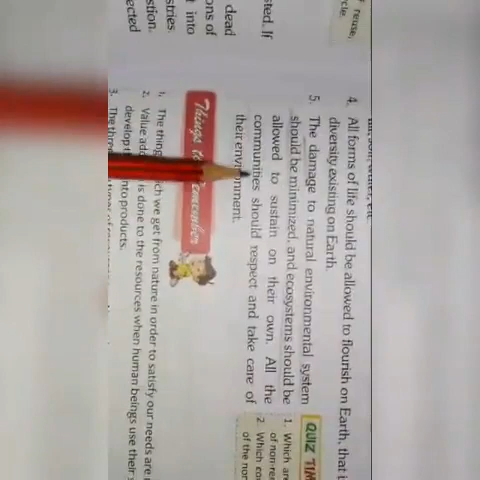 f reuse,
cle.
sted. If
dead
ons of
t into
stries.
stion.
ected
4. All forms of life should be allowed to flourish on Earth, that i
diversity existing on Earth.
5. The damage to natural environmental system
should be minimized, and ecosystems should be
allowed to sustain on their own. All the
communities should respect and take care of
their environment.
Things to Remember
1. The thing which we get from nature in order to satisfy our needs are
2. Value add is done to the resources when human beings use their
develop into products.
3. The three
QUIZ TIM
1. Which are
of non-re
2. Which
of the nor